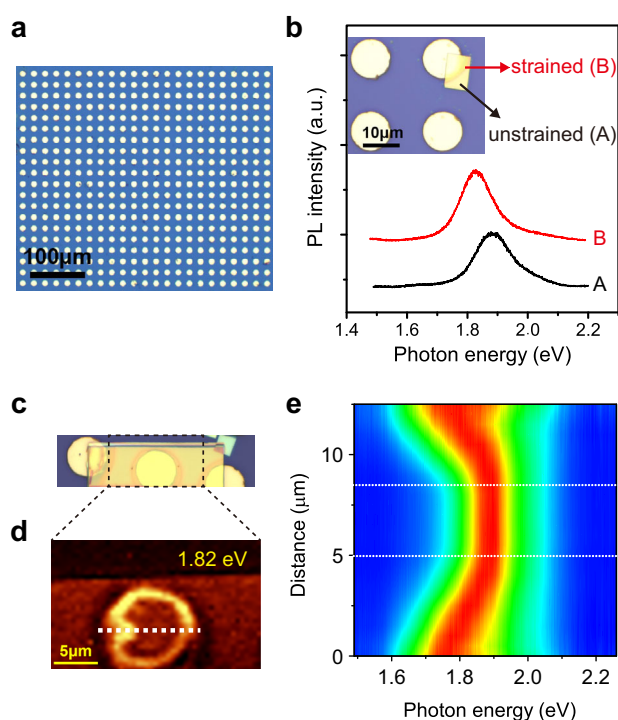 a
100μm
b
PL intensity (a.u.)
strained (B)
unstrained (A)
10μm
B
A
1.4 1.6 1.8 2.0 2.2
Photon energy (eV)
c
d
1.82 eV
5μm
e
Distance (μm)
10
5
0
1.6 1.8 2.0 2.2
Photon energy (eV)